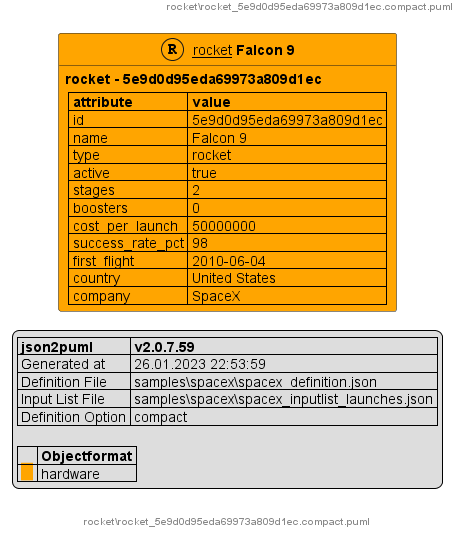 rocket\rocket_5e9d0d95eda69973a809d1ec.compact.puml
R rocket Falcon 9
rocket - 5e9d0d95eda69973a809d1ec
attribute value
id 5e9d0d95eda69973a809d1ec
name Falcon 9
type rocket
active true
stages 2
boosters 0
cost_per_launch 50000000
success_rate_pct 98
first_flight 2010-06-04
country United States
company SpaceX
json2puml v2.0.7.59
Generated at 26.01.2023 22:53:59
Definition File samples\spacex\spacex_definition.json
Input List File samples\spacex\spacex_inputlist_launches.json
Definition Option compact
Objectformat
hardware
rocket\rocket_5e9d0d95eda69973a809d1ec.compact.puml